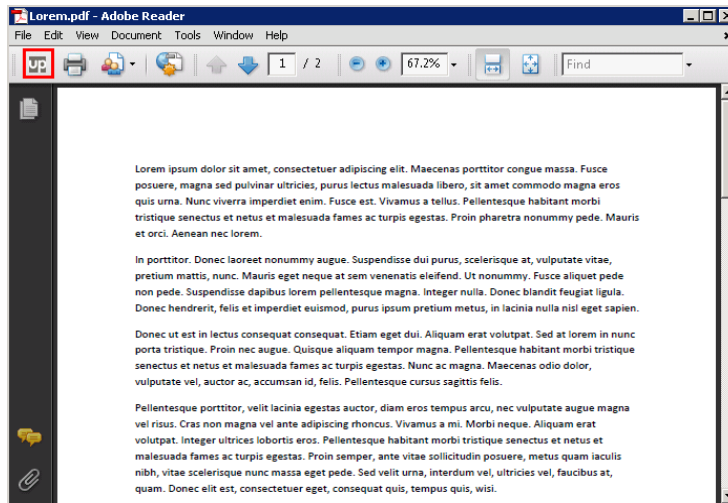 Lorem.pdf - Adobe Reader
File Edit View Document Tools Window Help
up 1 / 2 67.2% Find
Lorem ipsum dolor sit amet, consectetuer adipiscing elit. Maecenas porttitor congue massa. Fusce
posuere, magna sed pulvinar ultricies, purus lectus malesuada libero, sit amet commodo magna eros
quis urna. Nunc viverra imperdiet enim. Fusce est. Vivamus a tellus. Pellentesque habitant morbi
tristique senectus et netus et malesuada fames ac turpis egestas. Proin pharetra nonummy pede. Mauris
et orci. Aenean nec lorem.
In porttitor. Donec laoreet nonummy augue. Suspendisse dui purus, scelerisque at, vulputate vitae,
pretium mattis, nunc. Mauris eget neque at sem venenatis eleifend. Ut nonummy. Fusce aliquet pede
non pede. Suspendisse dapibus lorem pellentesque magna. Integer nulla. Donec blandit feugiat ligula.
Donec hendrerit, felis et imperdiet euismod, purus ipsum pretium metus, in lacinia nulla nisl eget sapien.
Donec ut est in lectus consequat consequat. Etiam eget dui. Aliquam erat volutpat. Sed at lorem in nunc
porta tristique. Proin nec augue. Quisque aliquam tempor magna. Pellentesque habitant morbi tristique
senectus et netus et malesuada fames ac turpis egestas. Nunc ac magna. Maecenas odio dolor,
vulputate vel, auctor ac, accumsan id, felis. Pellentesque cursus sagittis felis.
Pellentesque porttitor, velit lacinia egestas auctor, diam eros tempus arcu, nec vulputate augue magna
vel risus. Cras non magna vel ante adipiscing rhoncus. Vivamus a mi. Morbi neque. Aliquam erat
volutpat. Integer ultrices lobortis eros. Pellentesque habitant morbi tristique senectus et netus et
malesuada fames ac turpis egestas. Proin semper, ante vitae sollicitudin posuere, metus quam iaculis
nibh, vitae scelerisque nunc massa eget pede. Sed velit urna, interdum vel, ultricies vel, faucibus at,
quam. Donec elit est, consectetuer eget, consequat quis, tempus quis, wisi.